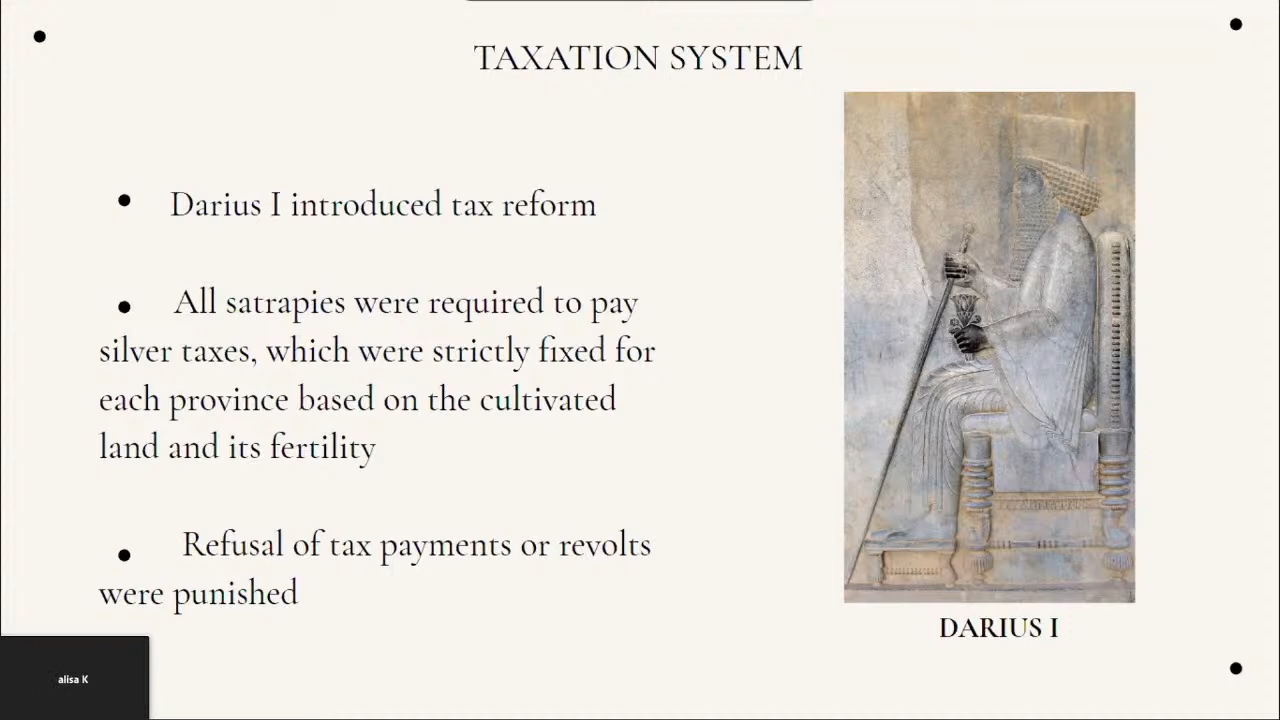 TAXATION SYSTEM
• Darius I introduced tax reform
• All satrapies were required to pay
silver taxes, which were strictly fixed for
each province based on the cultivated
land and its fertility
• Refusal of tax payments or revolts
were punished
DARIUS I
alisa K